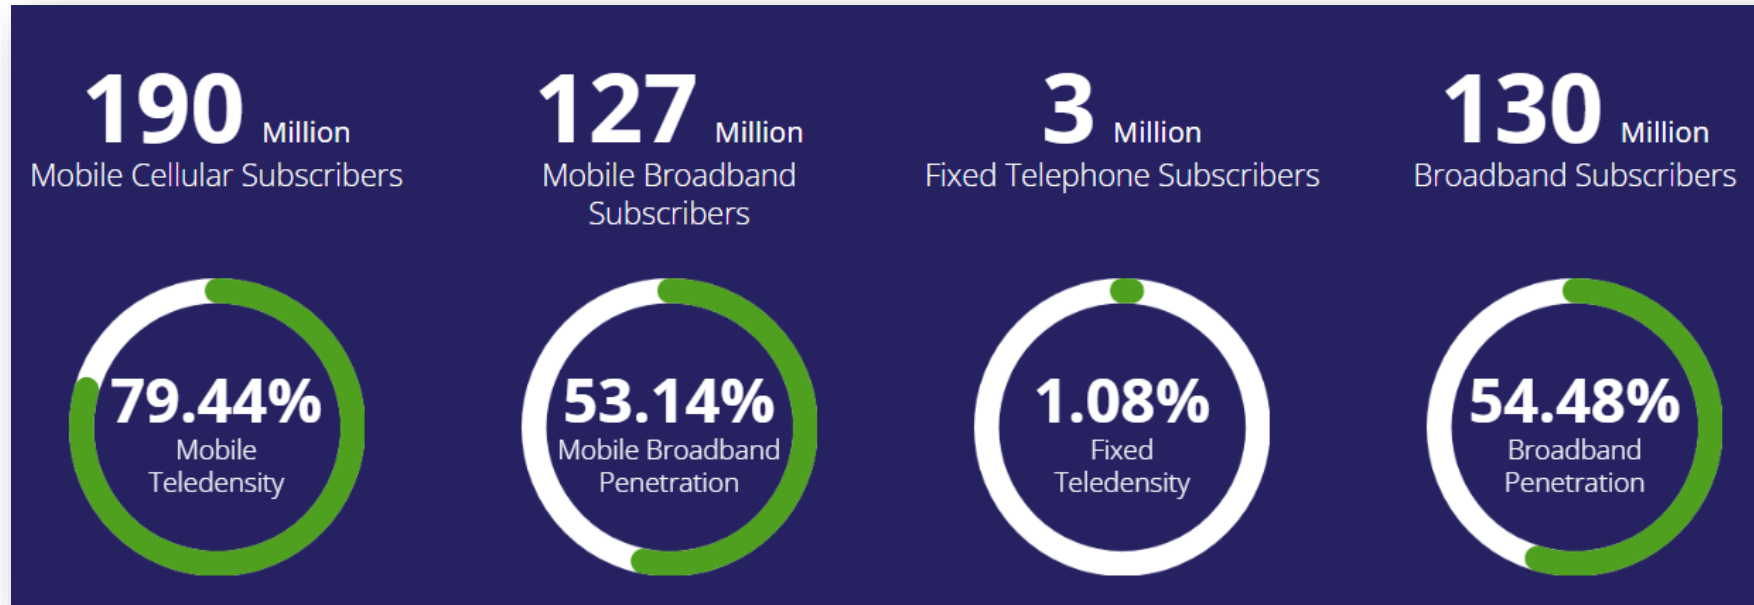 190 Million
Mobile Cellular Subscribers
127 Million
Mobile Broadband
Subscribers
3 Million
Fixed Telephone Subscribers
130 Million
Broadband Subscribers
79.44%
Mobile
Teledensity
53.14%
Mobile Broadband
Penetration
1.08%
Fixed
Teledensity
54.48%
Broadband
Penetration